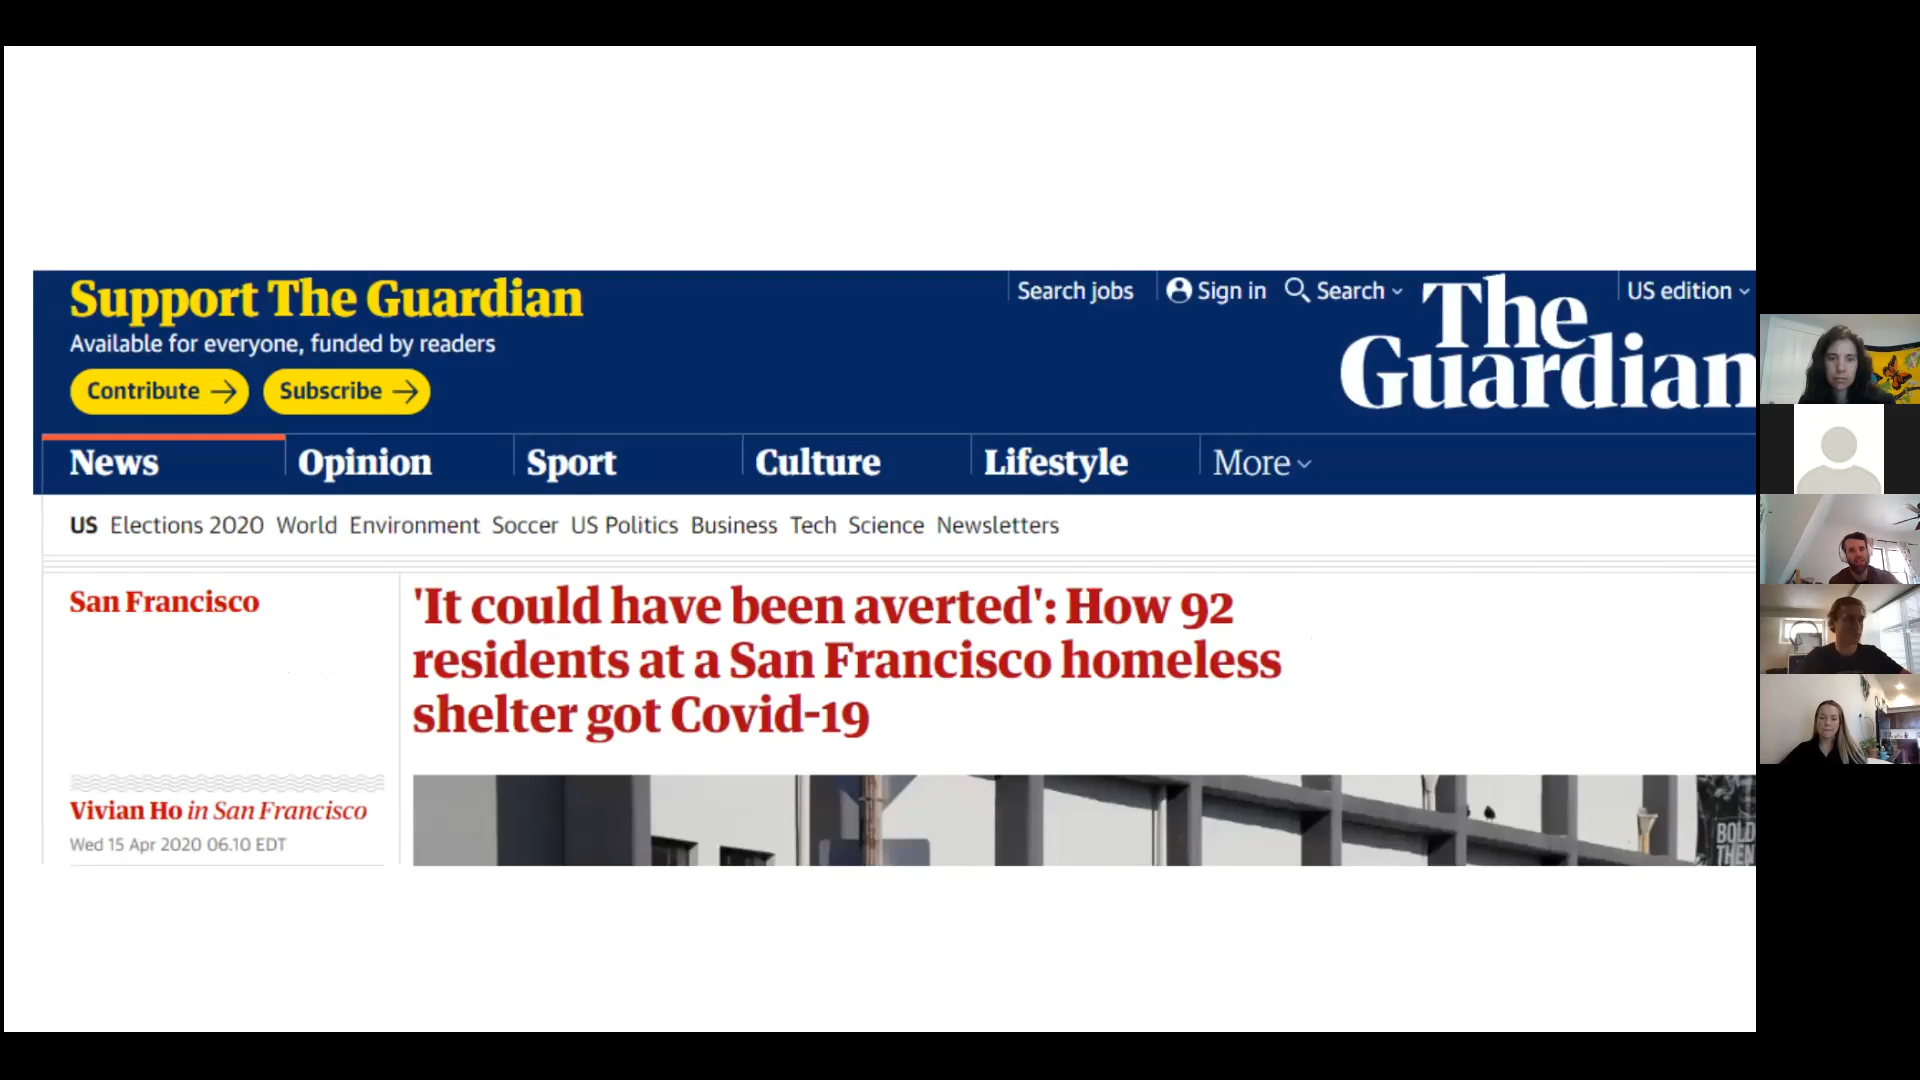 Support The Guardian
Available for everyone, funded by readers
Contribute
Subscribe
Search jobs
Sign in
Search
US edition
The
Guardian
News
Opinion
Sport
Culture
Lifestyle
More
US Elections 2020 World Environment Soccer US Politics Business Tech Science Newsletters
San Francisco
'It could have been averted': How 92
residents at a San Francisco homeless
shelter got Covid-19
Vivian Ho in San Francisco
Wed 15 Apr 2020 06.10 EDT
BOLD
THEN